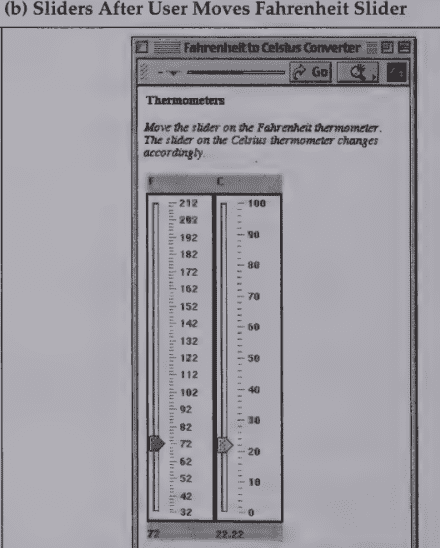 (b) Sliders After User Moves Fahrenheit Slider
Fahrenheit to Celsius Converter
Go
Thermometers
Move the slider on the Fahrenheit thermometer.
The slider on the Celsius thermometer changes
accordingly.
F C
212 100
202
192 90
182
172 80
162
152 70
142
132 60
122
112 50
102
92 40
82 30
72
62 20
52
42 10
32 0
72 22.22